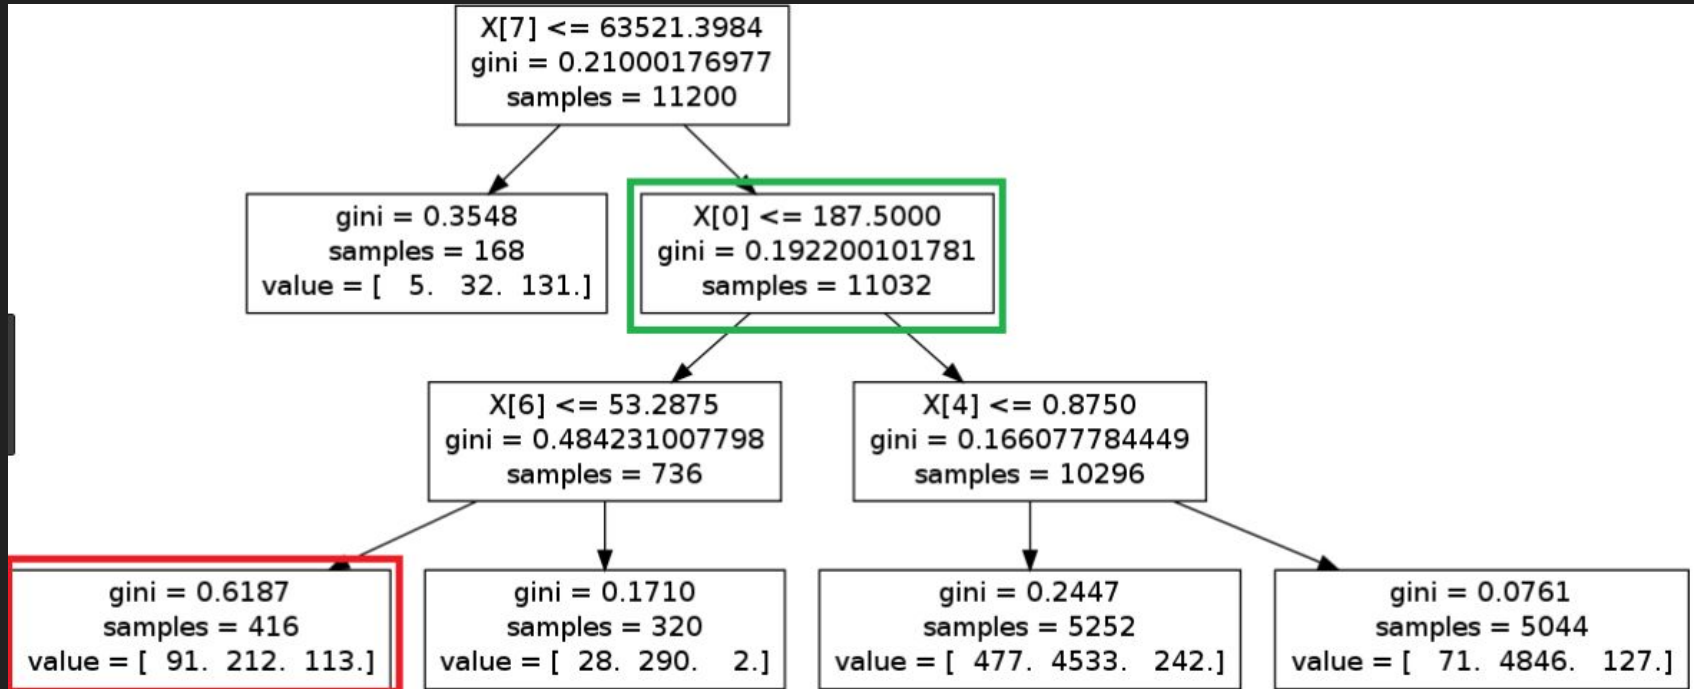 X[7] <= 63521.3984
gini = 0.21000176977
samples = 11200
gini = 0.3548
samples = 168
value = [ 5. 32. 131.]
X[0] <= 187.5000
gini = 0.192200101781
samples = 11032
X[6] <= 53.2875
gini = 0.484231007798
samples = 736
X[4] <= 0.8750
gini = 0.166077784449
samples = 10296
gini = 0.6187
samples = 416
value = [ 91. 212. 113.]
gini = 0.1710
samples = 320
value = [ 28. 290. 2.]
gini = 0.2447
samples = 5252
value = [ 477. 4533. 242.]
gini = 0.0761
samples = 5044
value = [ 71. 4846. 127.]